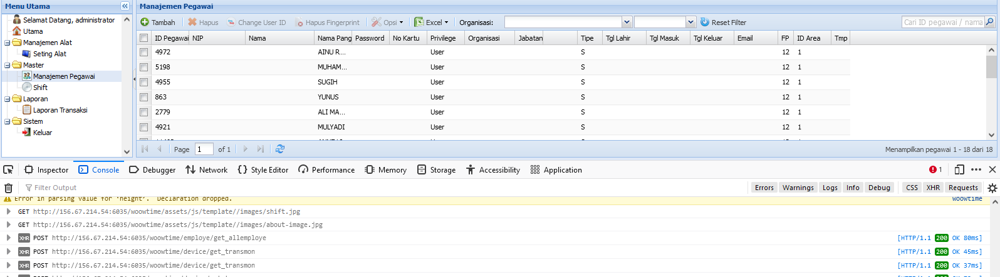 Menu Utama
Selamat Datang, administrator
Utama
Manajemen Alat
Seting Alat
Master
Manajemen Pegawai
Shift
Laporan
Laporan Transaksi
Sistem
Keluar
Manajemen Pegawai
Tambah Hapus Change User ID Hapus Fingerprint Opsi Excel Organisasi: Reset Filter Cari ID pegawai / nama
ID Pegawai NIP Nama Nama Pang Password No Kartu Privilege Organisasi Jabatan Tipe Tgl Lahir Tgl Masuk Tgl Keluar Email FP ID Area Tmp
4972 AINU R... User S 12 1
5198 MUHAM... User S 12 1
4955 SUGIH User S 12 1
863 YUNUS User S 12 1
2779 ALI MA... User S 12 1
4921 MULYADI User S 12 1
Page 1 of 1 Menampilkan pegawai 1 - 18 dari 18
Inspector Console Debugger Network Style Editor Performance Memory Storage Accessibility Application 1
Filter Output Errors Warnings Logs Info Debug CSS XHR Requests
Error in parsing value for 'height'. Declaration dropped. woowtime
GET http://156.67.214.54:6035/woowtime/assets/js/template//images/shift.jpg
GET http://156.67.214.54:6035/woowtime/assets/js/template//images/about-image.jpg
XHR POST http://156.67.214.54:6035/woowtime/employe/get_allemploye [HTTP/1.1 200 OK 80ms]
XHR POST http://156.67.214.54:6035/woowtime/device/get_transmon [HTTP/1.1 200 OK 45ms]
XHR POST http://156.67.214.54:6035/woowtime/device/get_transmon [HTTP/1.1 200 OK 37ms]